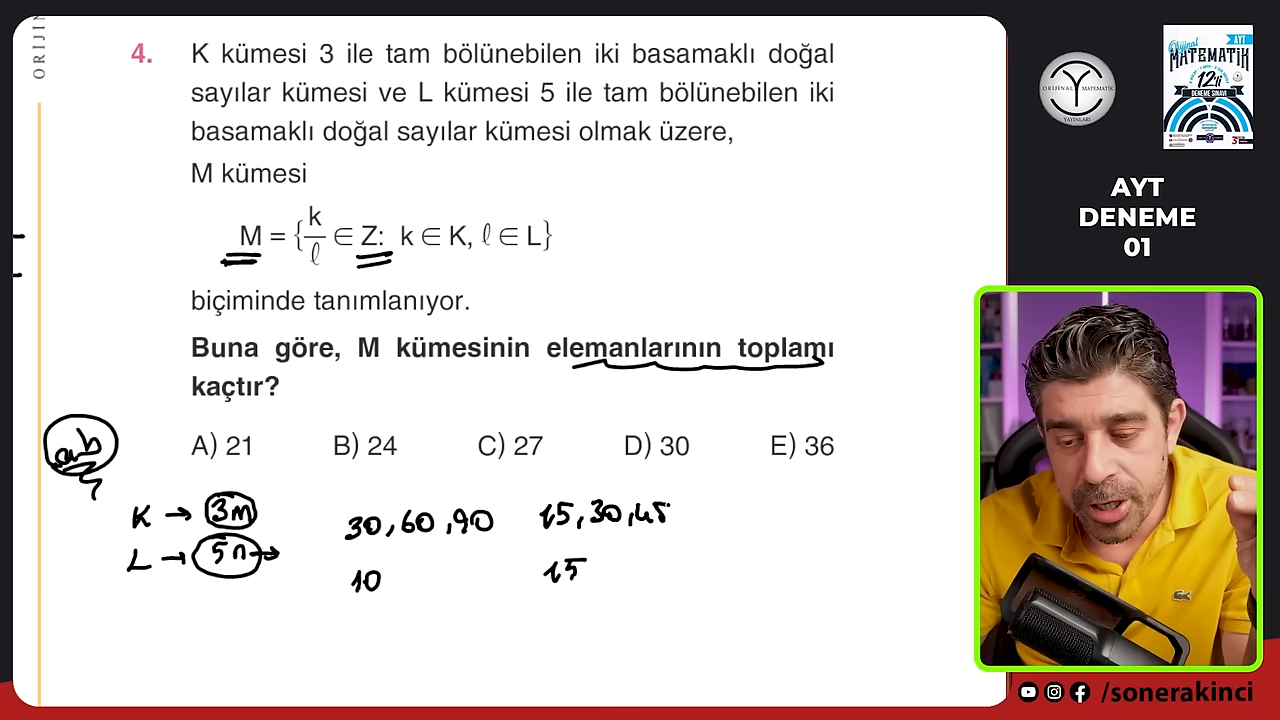 ORIJIN
4. K kümesi 3 ile tam bölünebilen iki basamaklı doğal
sayılar kümesi ve L kümesi 5 ile tam bölünebilen iki
basamaklı doğal sayılar kümesi olmak üzere,
M kümesi
M = {k/ℓ ∈ Z: k ∈ K, ℓ ∈ L}
biçiminde tanımlanıyor.
Buna göre, M kümesinin elemanlarının toplamı
kaçtır?
A) 21 B) 24 C) 27 D) 30 E) 36
ab
K → 3m 30, 60, 90 15, 30, 45
L → 5n → 10 15
ORİJİNAL MATEMATİK
YAYINLARI
AYT
Orijinal
MATEMATİK
12'li
DENEME SINAVI
AYT
DENEME
01
/sonerakinci